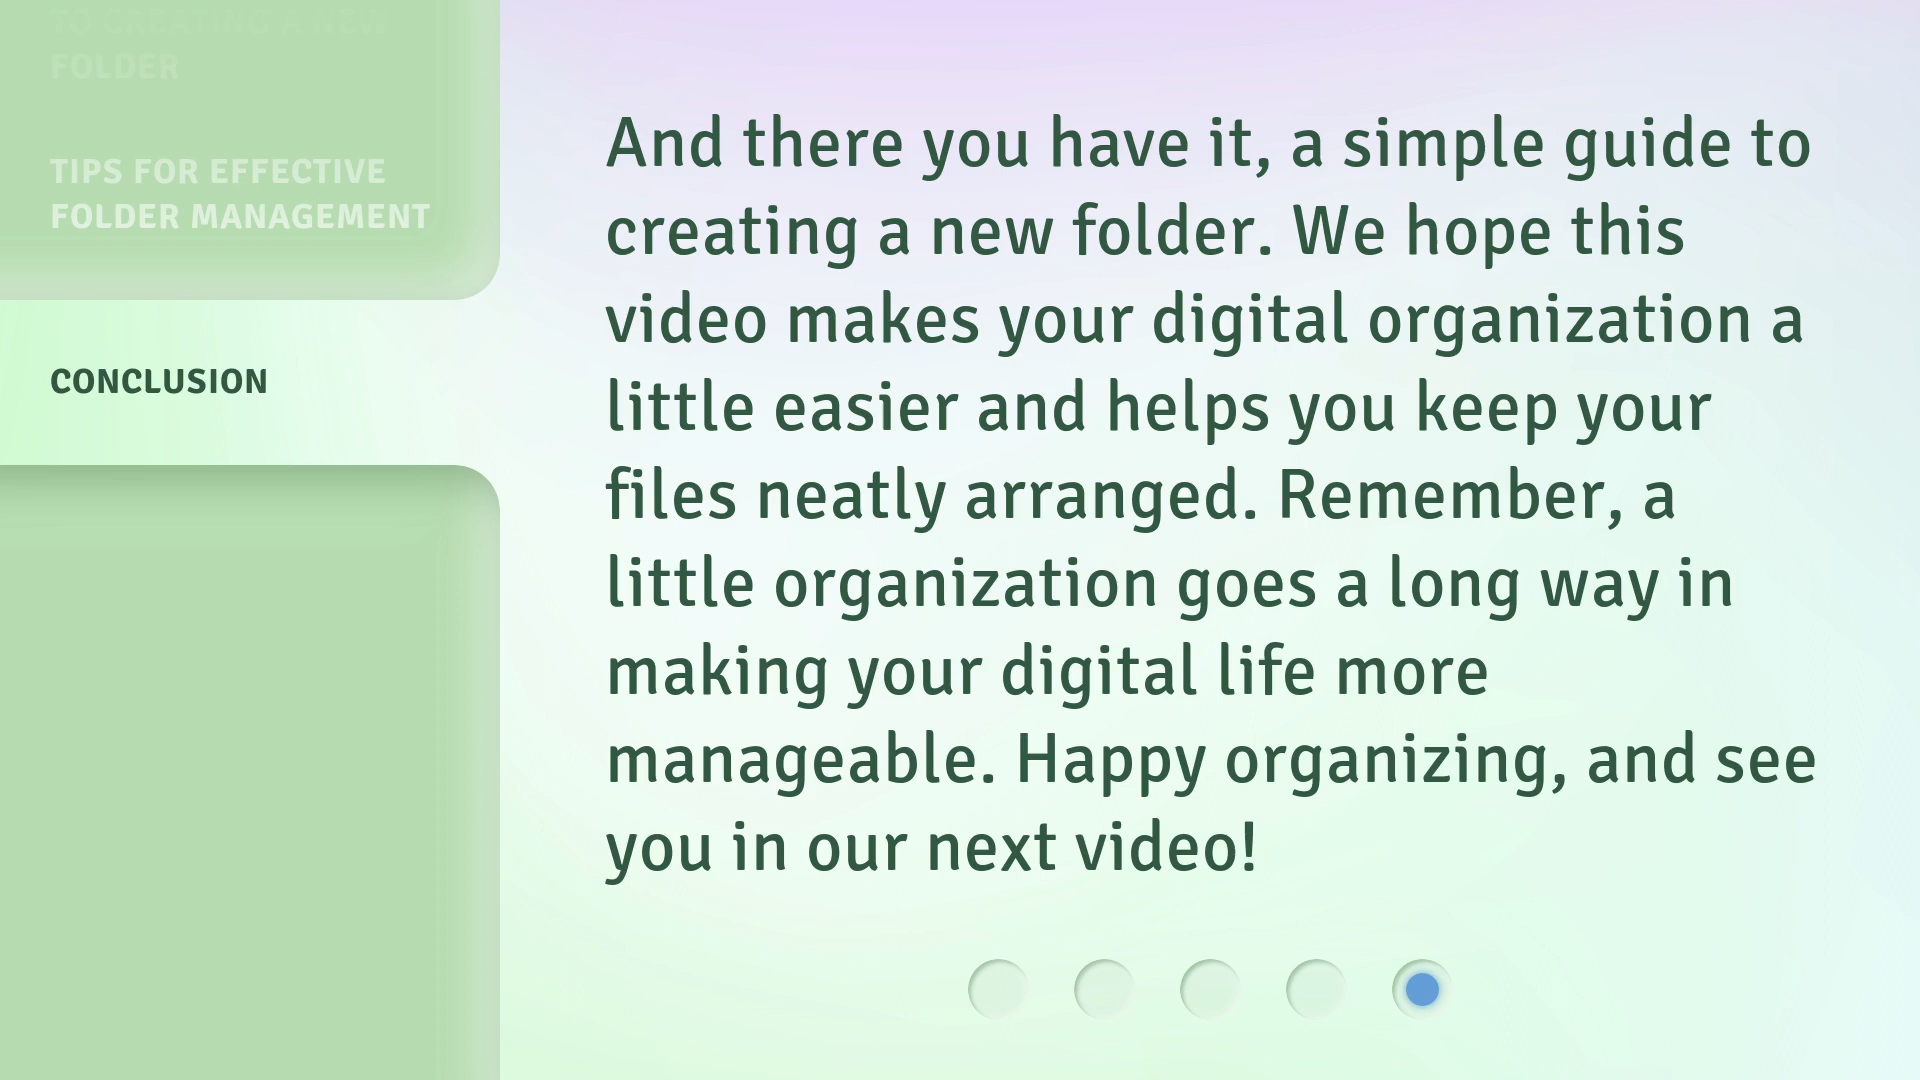 TO CREATING A NEW
FOLDER
TIPS FOR EFFECTIVE
FOLDER MANAGEMENT
CONCLUSION
And there you have it, a simple guide to
creating a new folder. We hope this
video makes your digital organization a
little easier and helps you keep your
files neatly arranged. Remember, a
little organization goes a long way in
making your digital life more
manageable. Happy organizing, and see
you in our next video!